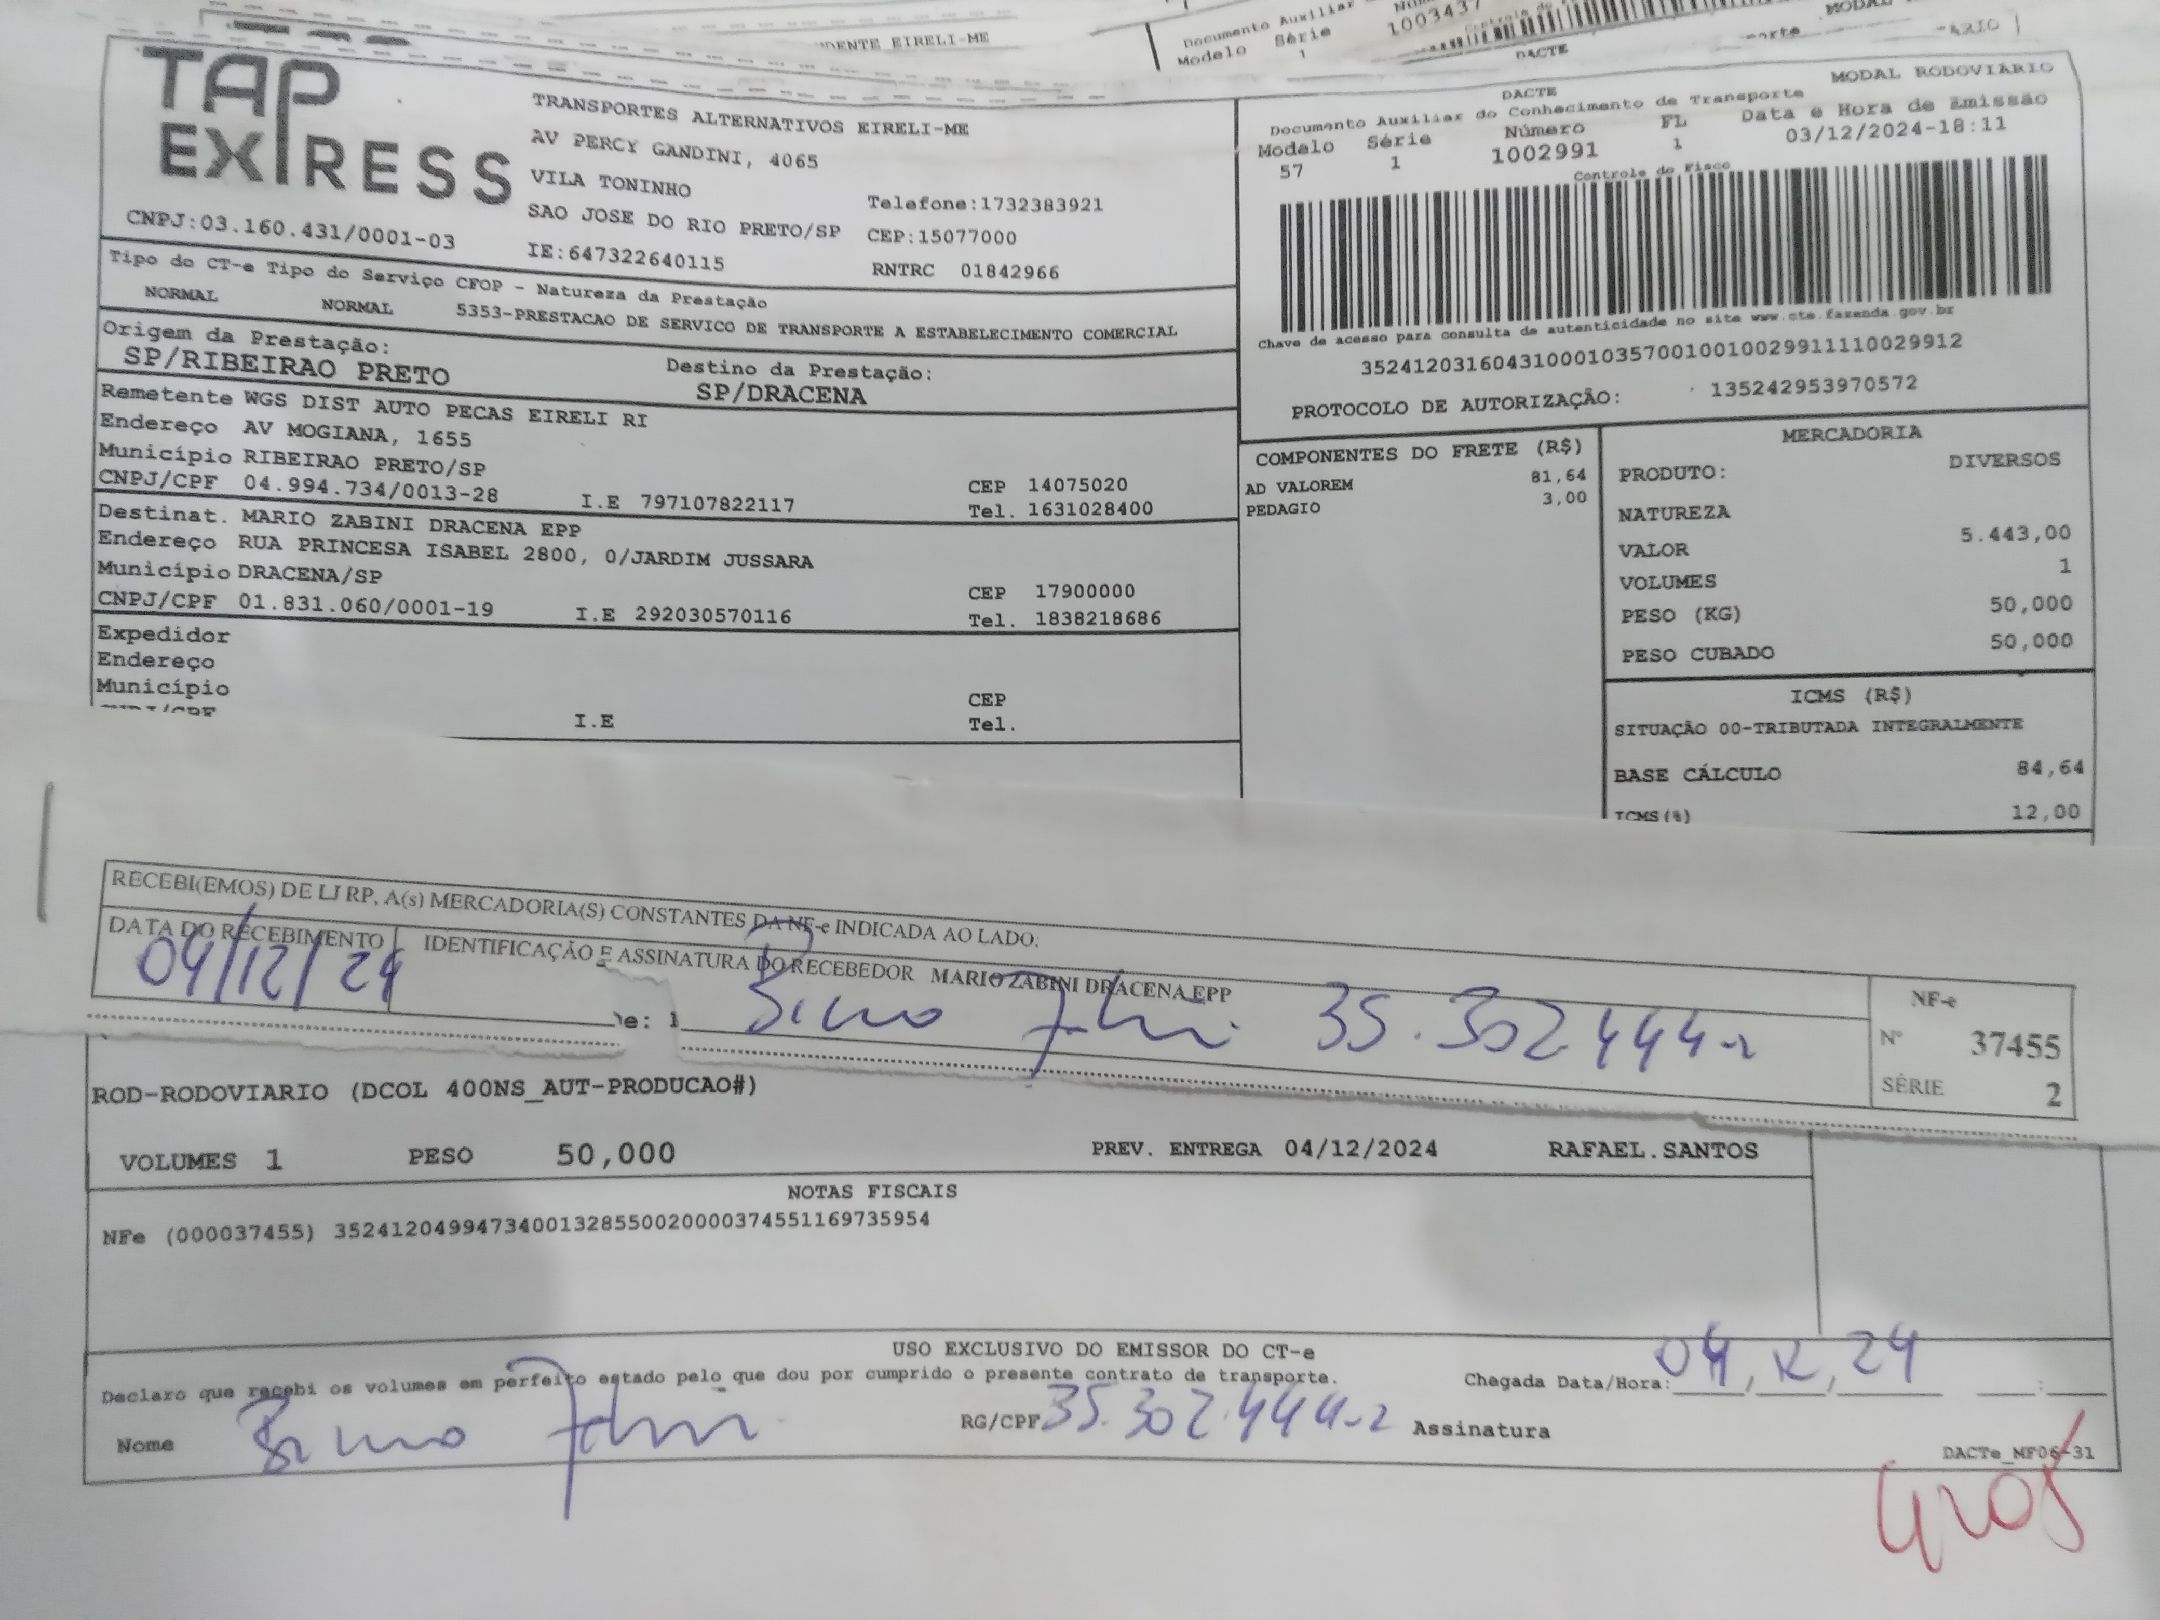 DENTE EIRELI-ME
Documento Auxiliar
Modelo Série
1
1003437
DACTE
TAP
EXPRESS
CNPJ:03.160.431/0001-03
TRANSPORTES ALTERNATIVOS EIRELI-ME
AV PERCY GANDINI, 4065
VILA TONINHO
Telefone:1732383921
SAO JOSE DO RIO PRETO/SP CEP:15077000
IE:647322640115 RNTRC 01842966
DACTE MODAL RODOVIÁRIO
Documento Auxiliar do Conhecimento de Transporte
Modelo Série Número FL Data e Hora de Emissão
57 1 1002991 1 03/12/2024-18:11
Controle do Fisco
Chave de acesso para consulta de autenticidade no site www.cte.fazenda.gov.br
35241203160431000103570010010029911110029912
PROTOCOLO DE AUTORIZAÇÃO: 135242953970572
Tipo do CT-e Tipo do Serviço CFOP - Natureza da Prestação
NORMAL NORMAL 5353-PRESTACAO DE SERVICO DE TRANSPORTE A ESTABELECIMENTO COMERCIAL
Origem da Prestação: Destino da Prestação:
SP/RIBEIRAO PRETO SP/DRACENA
Remetente WGS DIST AUTO PECAS EIRELI RI
Endereço AV MOGIANA, 1655
Município RIBEIRAO PRETO/SP CEP 14075020
CNPJ/CPF 04.994.734/0013-28 I.E 797107822117 Tel. 1631028400
Destinat. MARIO ZABINI DRACENA EPP
Endereço RUA PRINCESA ISABEL 2800, 0/JARDIM JUSSARA
Município DRACENA/SP CEP 17900000
CNPJ/CPF 01.831.060/0001-19 I.E 292030570116 Tel. 1838218686
Expedidor
Endereço
Município CEP
CNPJ/CPF I.E Tel.
COMPONENTES DO FRETE (R$)
AD VALOREM 81,64
PEDAGIO 3,00
MERCADORIA
PRODUTO: DIVERSOS
NATUREZA
VALOR 5.443,00
VOLUMES 1
PESO (KG) 50,000
PESO CUBADO 50,000
ICMS (R$)
SITUAÇÃO 00-TRIBUTADA INTEGRALMENTE
BASE CÁLCULO 84,64
ICMS(%) 12,00
RECEBI(EMOS) DE LJ RP, A(s) MERCADORIA(S) CONSTANTES DA NF-e INDICADA AO LADO.
DATA DO RECEBIMENTO IDENTIFICAÇÃO E ASSINATURA DO RECEBEDOR MARIO ZABINI DRACENA EPP
04/12/24 35.302.444-2
NF-e
Nº 37455
SÉRIE 2
ROD-RODOVIARIO (DCOL 400NS_AUT-PRODUCAO#)
VOLUMES 1 PESO 50,000 PREV. ENTREGA 04/12/2024 RAFAEL.SANTOS
NOTAS FISCAIS
NFe (000037455) 35241204994734001328550020000374551169735954
USO EXCLUSIVO DO EMISSOR DO CT-e
Declaro que recebi os volumes em perfeito estado pelo que dou por cumprido o presente contrato de transporte.
Chegada Data/Hora: 04, 12, 24
Nome RG/CPF 35.302.444-2 Assinatura
DACTe_MF06-31